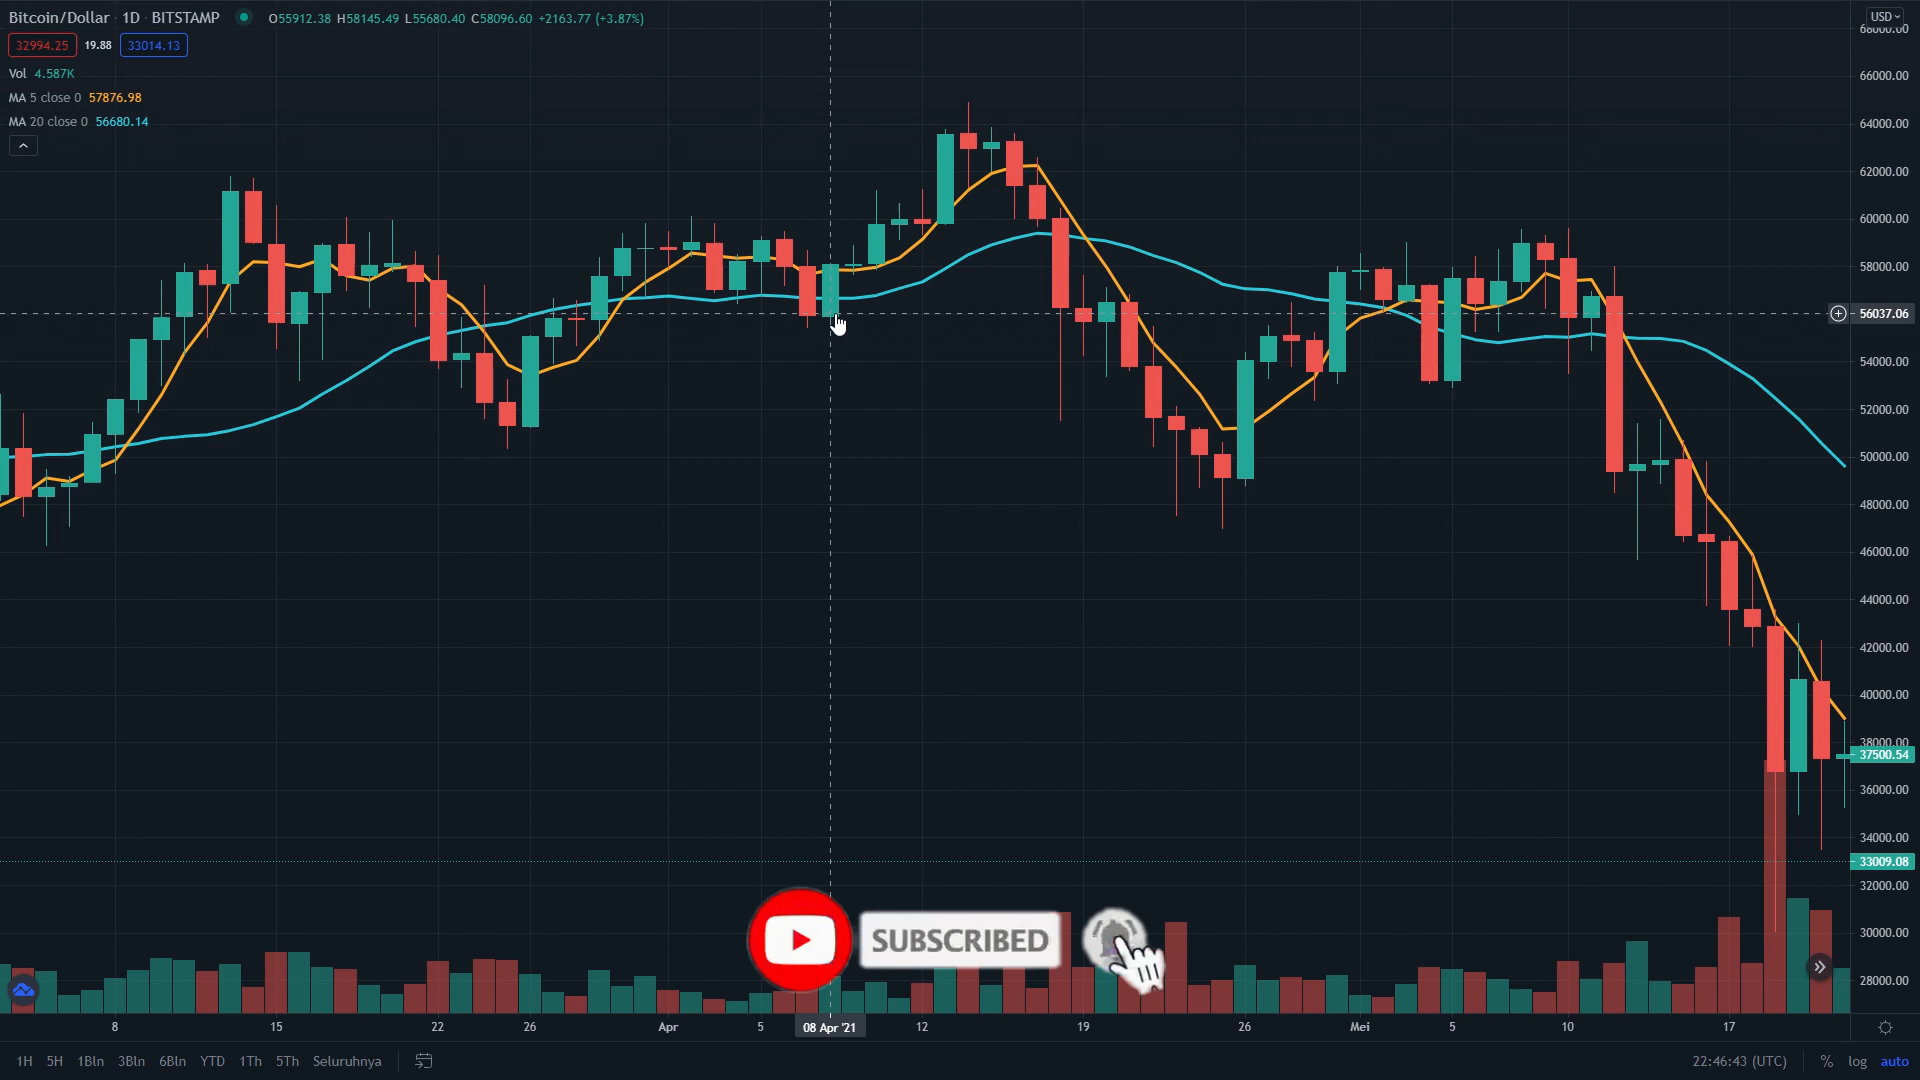 Bitcoin/Dollar · 1D · BITSTAMP O55912.38 H58145.49 L55680.40 C58096.60 +2163.77 (+3.87%)
32994.25 19.88 33014.13
Vol 4.587K
MA 5 close 0 57876.98
MA 20 close 0 56680.14
USD
68000.00
66000.00
64000.00
62000.00
60000.00
58000.00
56037.06
54000.00
52000.00
50000.00
48000.00
46000.00
44000.00
42000.00
40000.00
38000.00
37500.54
36000.00
34000.00
33009.08
32000.00
30000.00
28000.00
SUBSCRIBED
8 15 22 26 Apr 5 08 Apr '21 12 19 26 Mei 5 10 17
1H 5H 1Bln 3Bln 6Bln YTD 1Th 5Th Seluruhnya 22:46:43 (UTC) % log auto